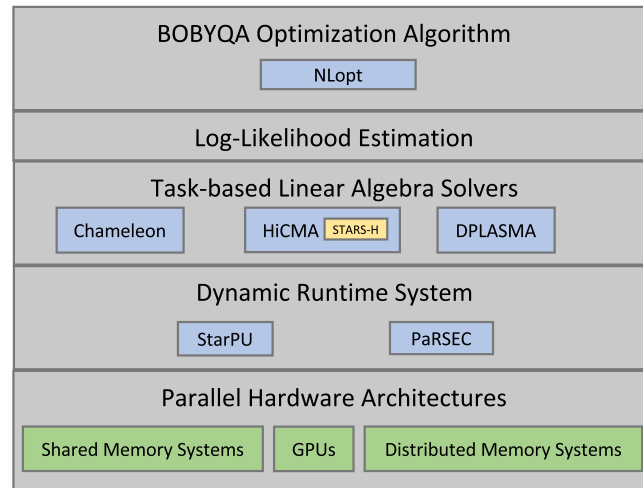 BOBYQA Optimization Algorithm
NLopt
Log-Likelihood Estimation
Task-based Linear Algebra Solvers
Chameleon
HiCMA STARS-H
DPLASMA
Dynamic Runtime System
StarPU
PaRSEC
Parallel Hardware Architectures
Shared Memory Systems
GPUs
Distributed Memory Systems